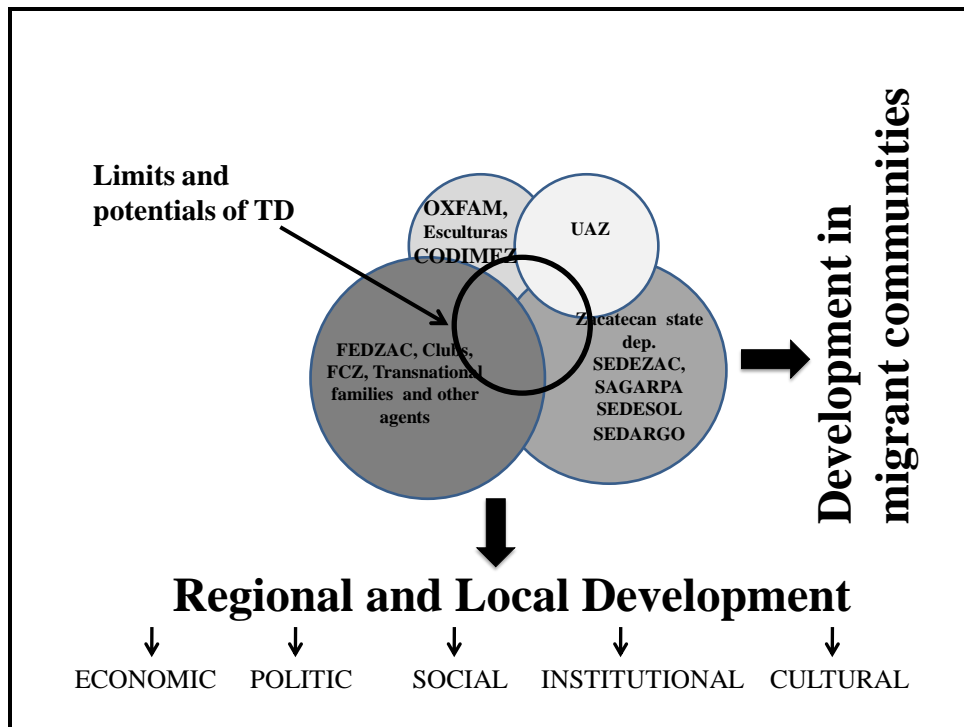 Limits and
potentials of TD
OXFAM,
Esculturas
CODIMEZ
UAZ
FEDZAC, Clubs,
FCZ, Transnational
families and other
agents
Zacatecan state
dep.
SEDEZAC,
SAGARPA
SEDESOL
SEDARGO
Development in
migrant communities
Regional and Local Development
ECONOMIC
POLITIC
SOCIAL
INSTITUTIONAL
CULTURAL